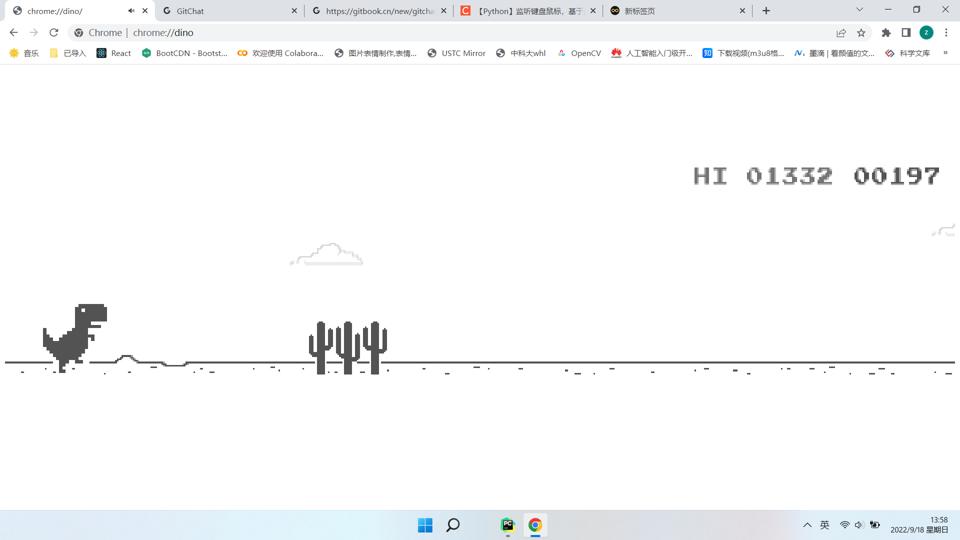 chrome://dino/
GitChat
https://gitbook.cn/new/gitcha
【Python】监听键盘鼠标，基于
新标签页
Chrome | chrome://dino
音乐
已导入
React
BootCDN - Bootst...
欢迎使用 Colabora...
图片表情制作,表情...
USTC Mirror
中科大whl
OpenCV
人工智能入门极开...
下载视频(m3u8格...
墨滴 | 看颜值的文...
科学文库
»
HI 01332 00197
英
13:58
2022/9/18 星期日